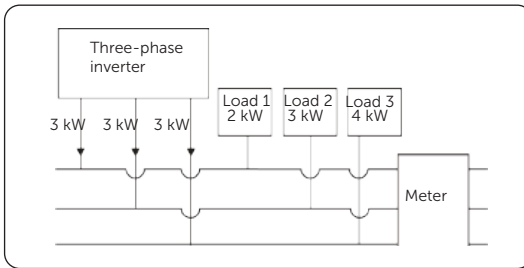 Three-phase
inverter
3 kW 3 kW 3 kW
Load 1
2 kW
Load 2
3 kW
Load 3
4 kW
Meter